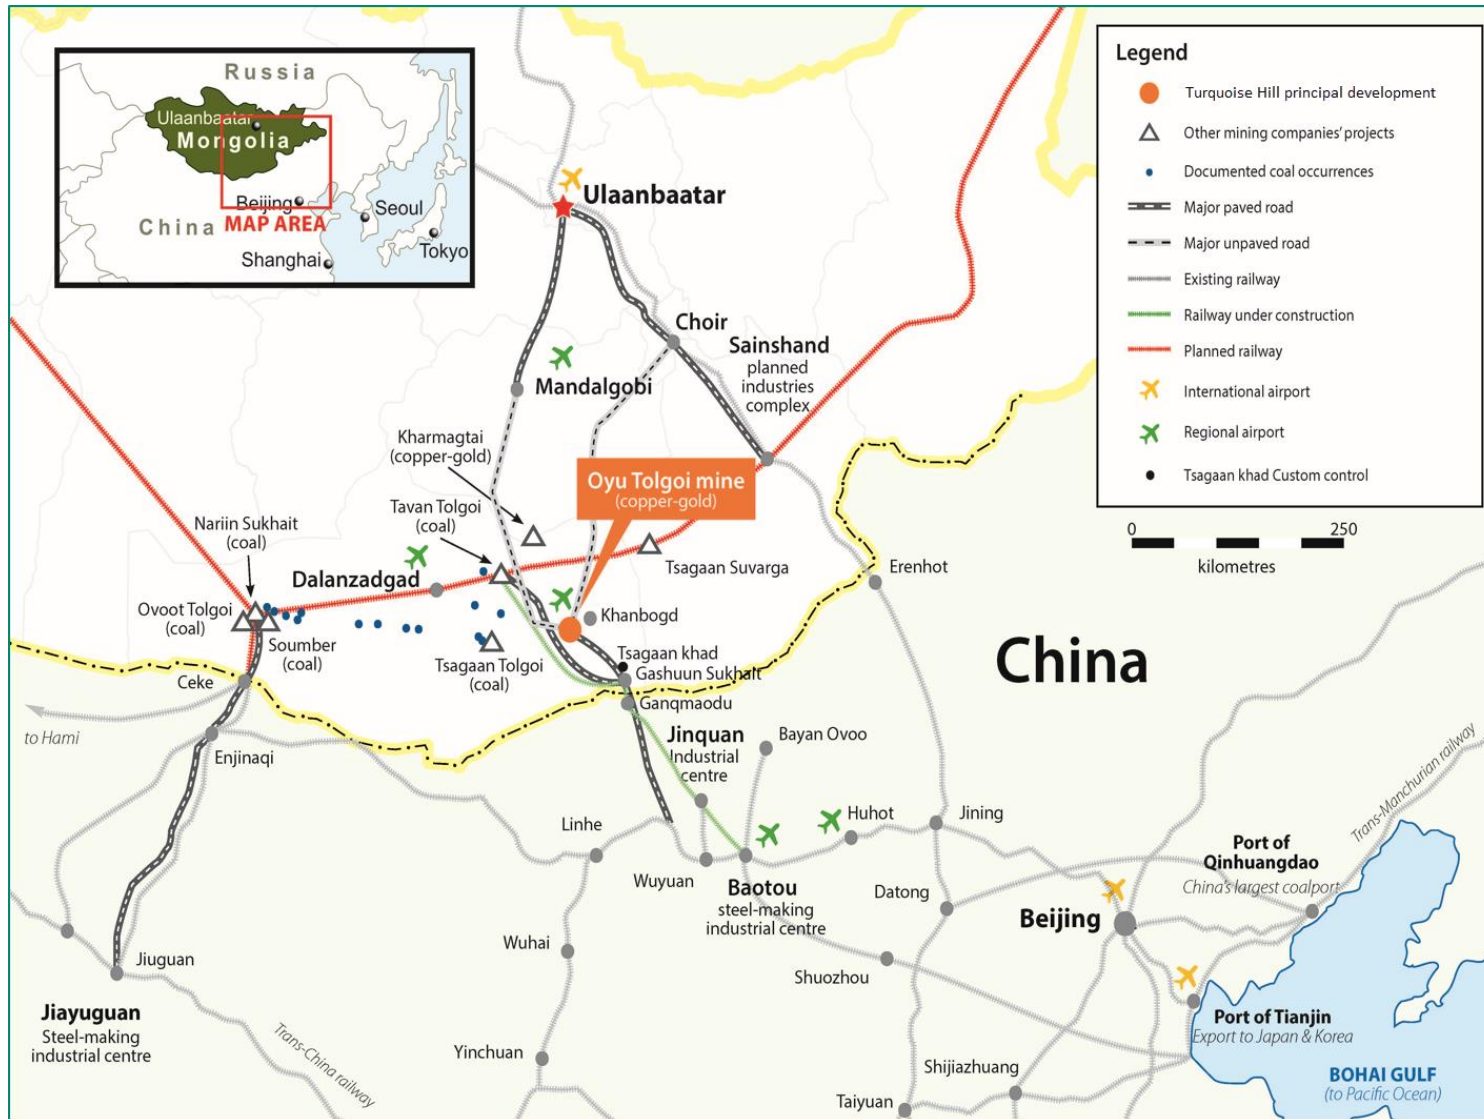 Russia
Ulaanbaatar
Mongolia
Beijing
Seoul
China
MAP AREA
Tokyo
Shanghai
Legend
Turquoise Hill principal development
Other mining companies' projects
Documented coal occurrences
Major paved road
Major unpaved road
Existing railway
Railway under construction
Planned railway
International airport
Regional airport
Tsagaan khad Custom control
0
250
kilometres
Ulaanbaatar
Choir
Sainshand
planned
industries
complex
Mandalgobi
Kharmagtai
(copper-gold)
Oyu Tolgoi mine
(copper-gold)
Tavan Tolgoi
(coal)
Nariin Sukhait
(coal)
Tsagaan Suvarga
Erenhot
Dalanzadgad
Ovoot Tolgoi
(coal)
Khanbogd
Soumber
(coal)
Tsagaan Tolgoi
(coal)
Tsagaan khad
Gashuun Sukhait
Ceke
Ganqmaodu
China
to Hami
Enjinaqi
Jinquan
Industrial
centre
Bayan Ovoo
Linhe
Huhot
Jining
Trans-Manchurian railway
Port of
Qinhuangdao
China's largest coalport
Wuyuan
Baotou
steel-making
industrial centre
Datong
Beijing
Wuhai
Shuozhou
Jiuguan
Jiayuguan
Steel-making
industrial centre
Trans-China railway
Port of Tianjin
Export to Japan & Korea
Yinchuan
Shijiazhuang
BOHAI GULF
(to Pacific Ocean)
Taiyuan